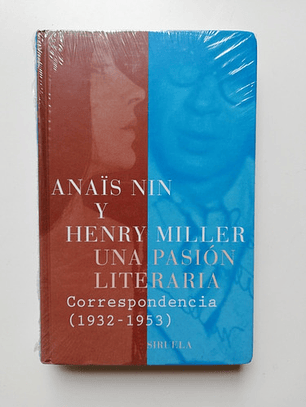 ANAÏS NIN
Y
HENRY MILLER
UNA PASIÓN
LITERARIA
Correspondencia
(1932-1953)
SIRUELA